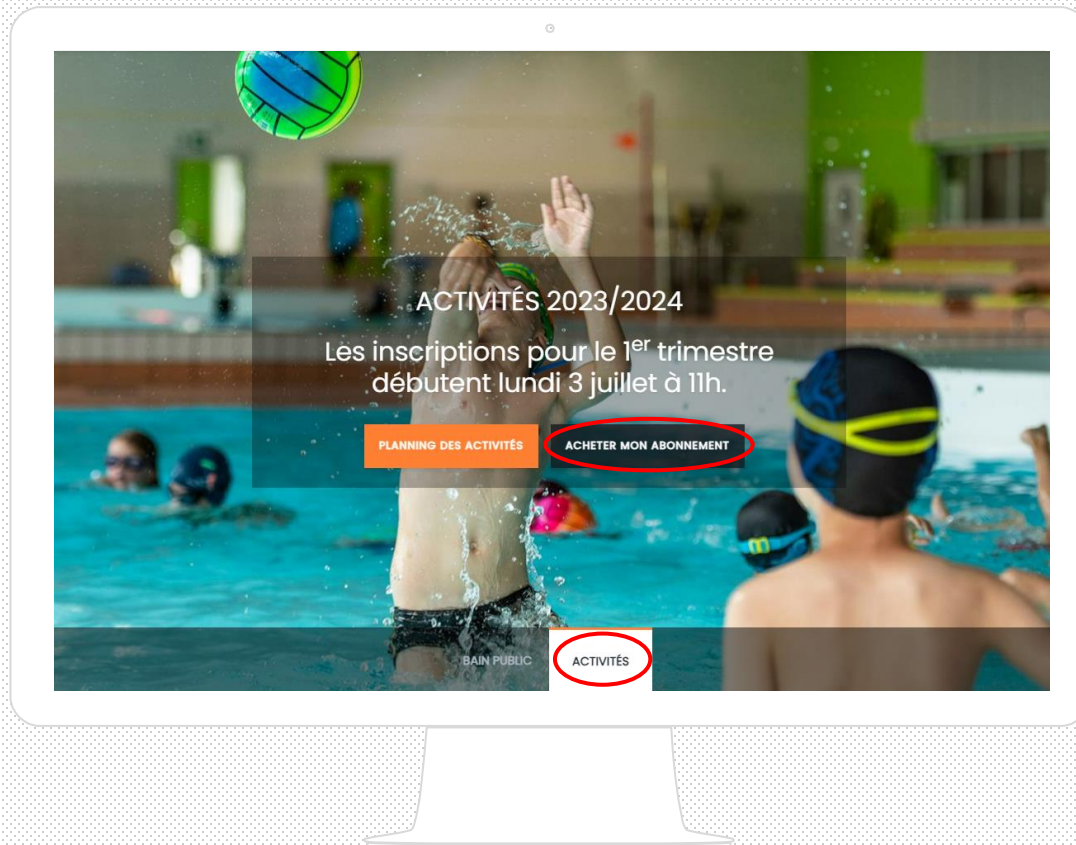 ACTIVITÉS 2023/2024
Les inscriptions pour le 1er trimestre
débutent lundi 3 juillet à 11h.
PLANNING DES ACTIVITÉS ACHETER MON ABONNEMENT
BAIN PUBLIC ACTIVITÉS